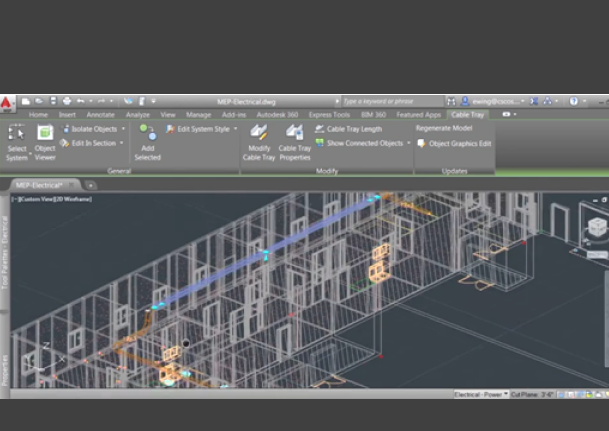 MEP-Electrical.dwg Type a keyword or phrase ewing@cscos...
Home Insert Annotate Analyze View Manage Add-ins Autodesk 360 Express Tools BIM 360 Featured Apps Cable Tray
Isolate Objects Edit System Style Cable Tray Length Regenerate Model
Edit In Section Show Connected Objects Object Graphics Edit
Select System Object Viewer Add Selected Modify Cable Tray Cable Tray Properties
General Modify Updates
MEP-Electrical*
[-][Custom View][2D Wireframe]
Tool Palettes - Electrical
Z
X
Properties
Electrical - Power Cut Plane: 3'-6"